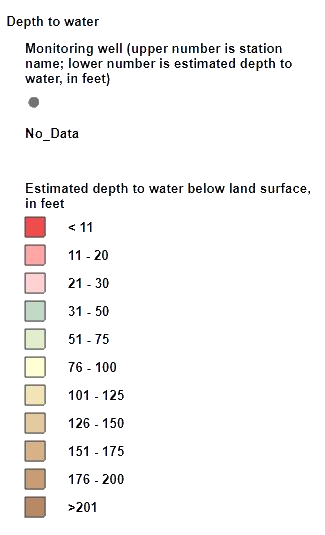 Depth to water
Monitoring well (upper number is station
name; lower number is estimated depth to
water, in feet)
No_Data
Estimated depth to water below land surface,
in feet
< 11
11 - 20
21 - 30
31 - 50
51 - 75
76 - 100
101 - 125
126 - 150
151 - 175
176 - 200
>201